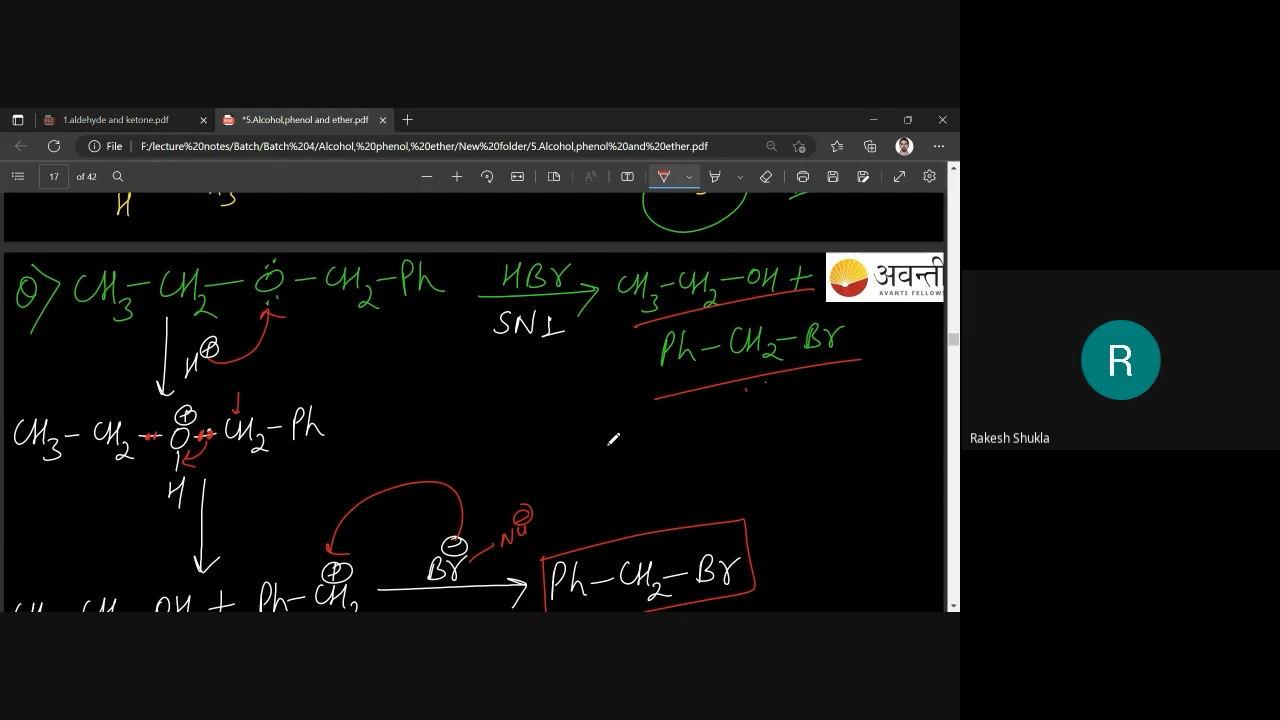 1.aldehyde and ketone.pdf
*5.Alcohol,phenol and ether.pdf
File F:/lecture%20notes/Batch/Batch%204/Alcohol,%20phenol,%20ether/New%20folder/5.Alcohol,phenol%20and%20ether.pdf
17 of 42
H
Q> CH3-CH2-Ö-CH2-Ph HBr CH3-CH2-OH +
SN1
Ph-CH2-Br
अवन्ती
AVANTI FELLOWS
H⊕
CH3-CH2-O⊕-CH2-Ph
H
Br⊖ Nu⊖
CH3-CH2-OH + Ph-CH2⊕ Ph-CH2-Br
R
Rakesh Shukla